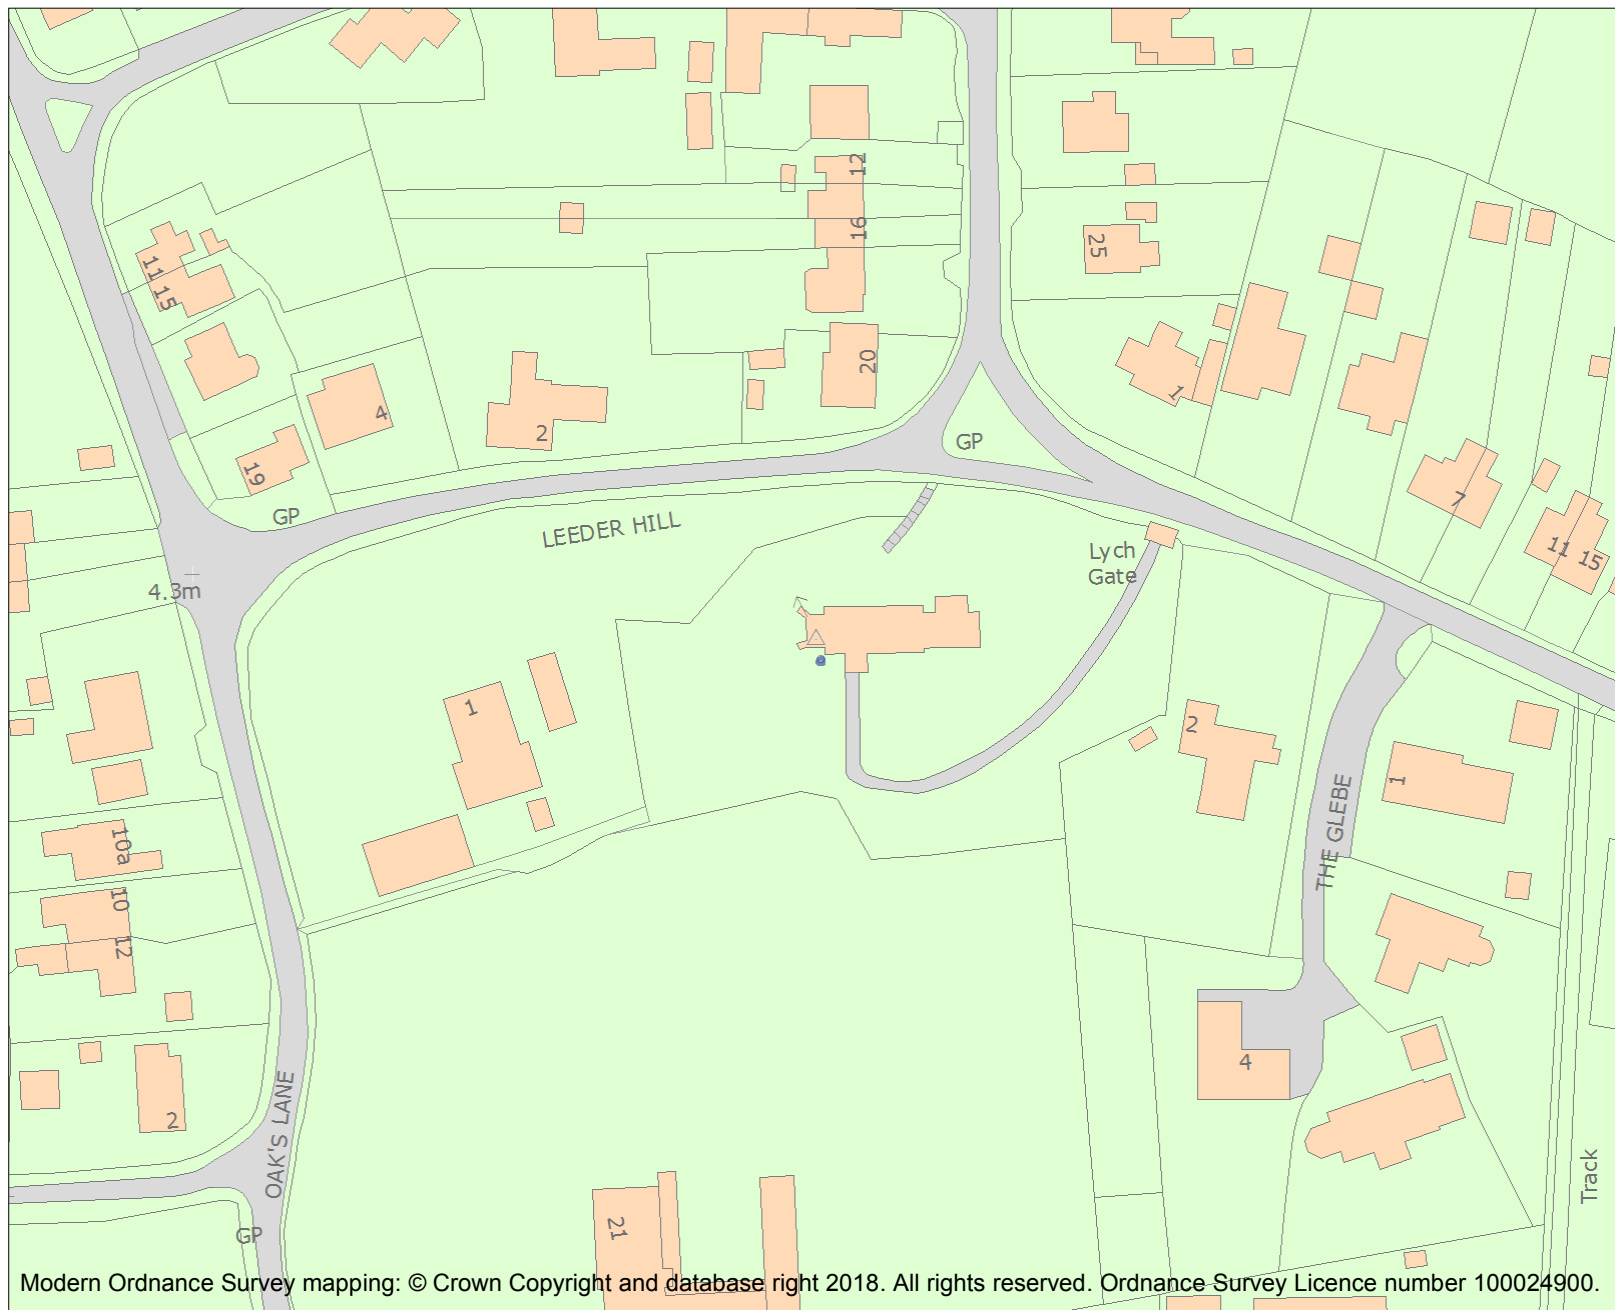 12
16
25
11
15
20
1
4
2
GP
19
7
GP
LEEDER HILL
11
15
Lych
Gate
4.3m
1
2
1
THE GLEBE
10a
10
12
4
2
OAK'S LANE
Track
21
GP
Modern Ordnance Survey mapping: © Crown Copyright and database right 2018. All rights reserved. Ordnance Survey Licence number 100024900.